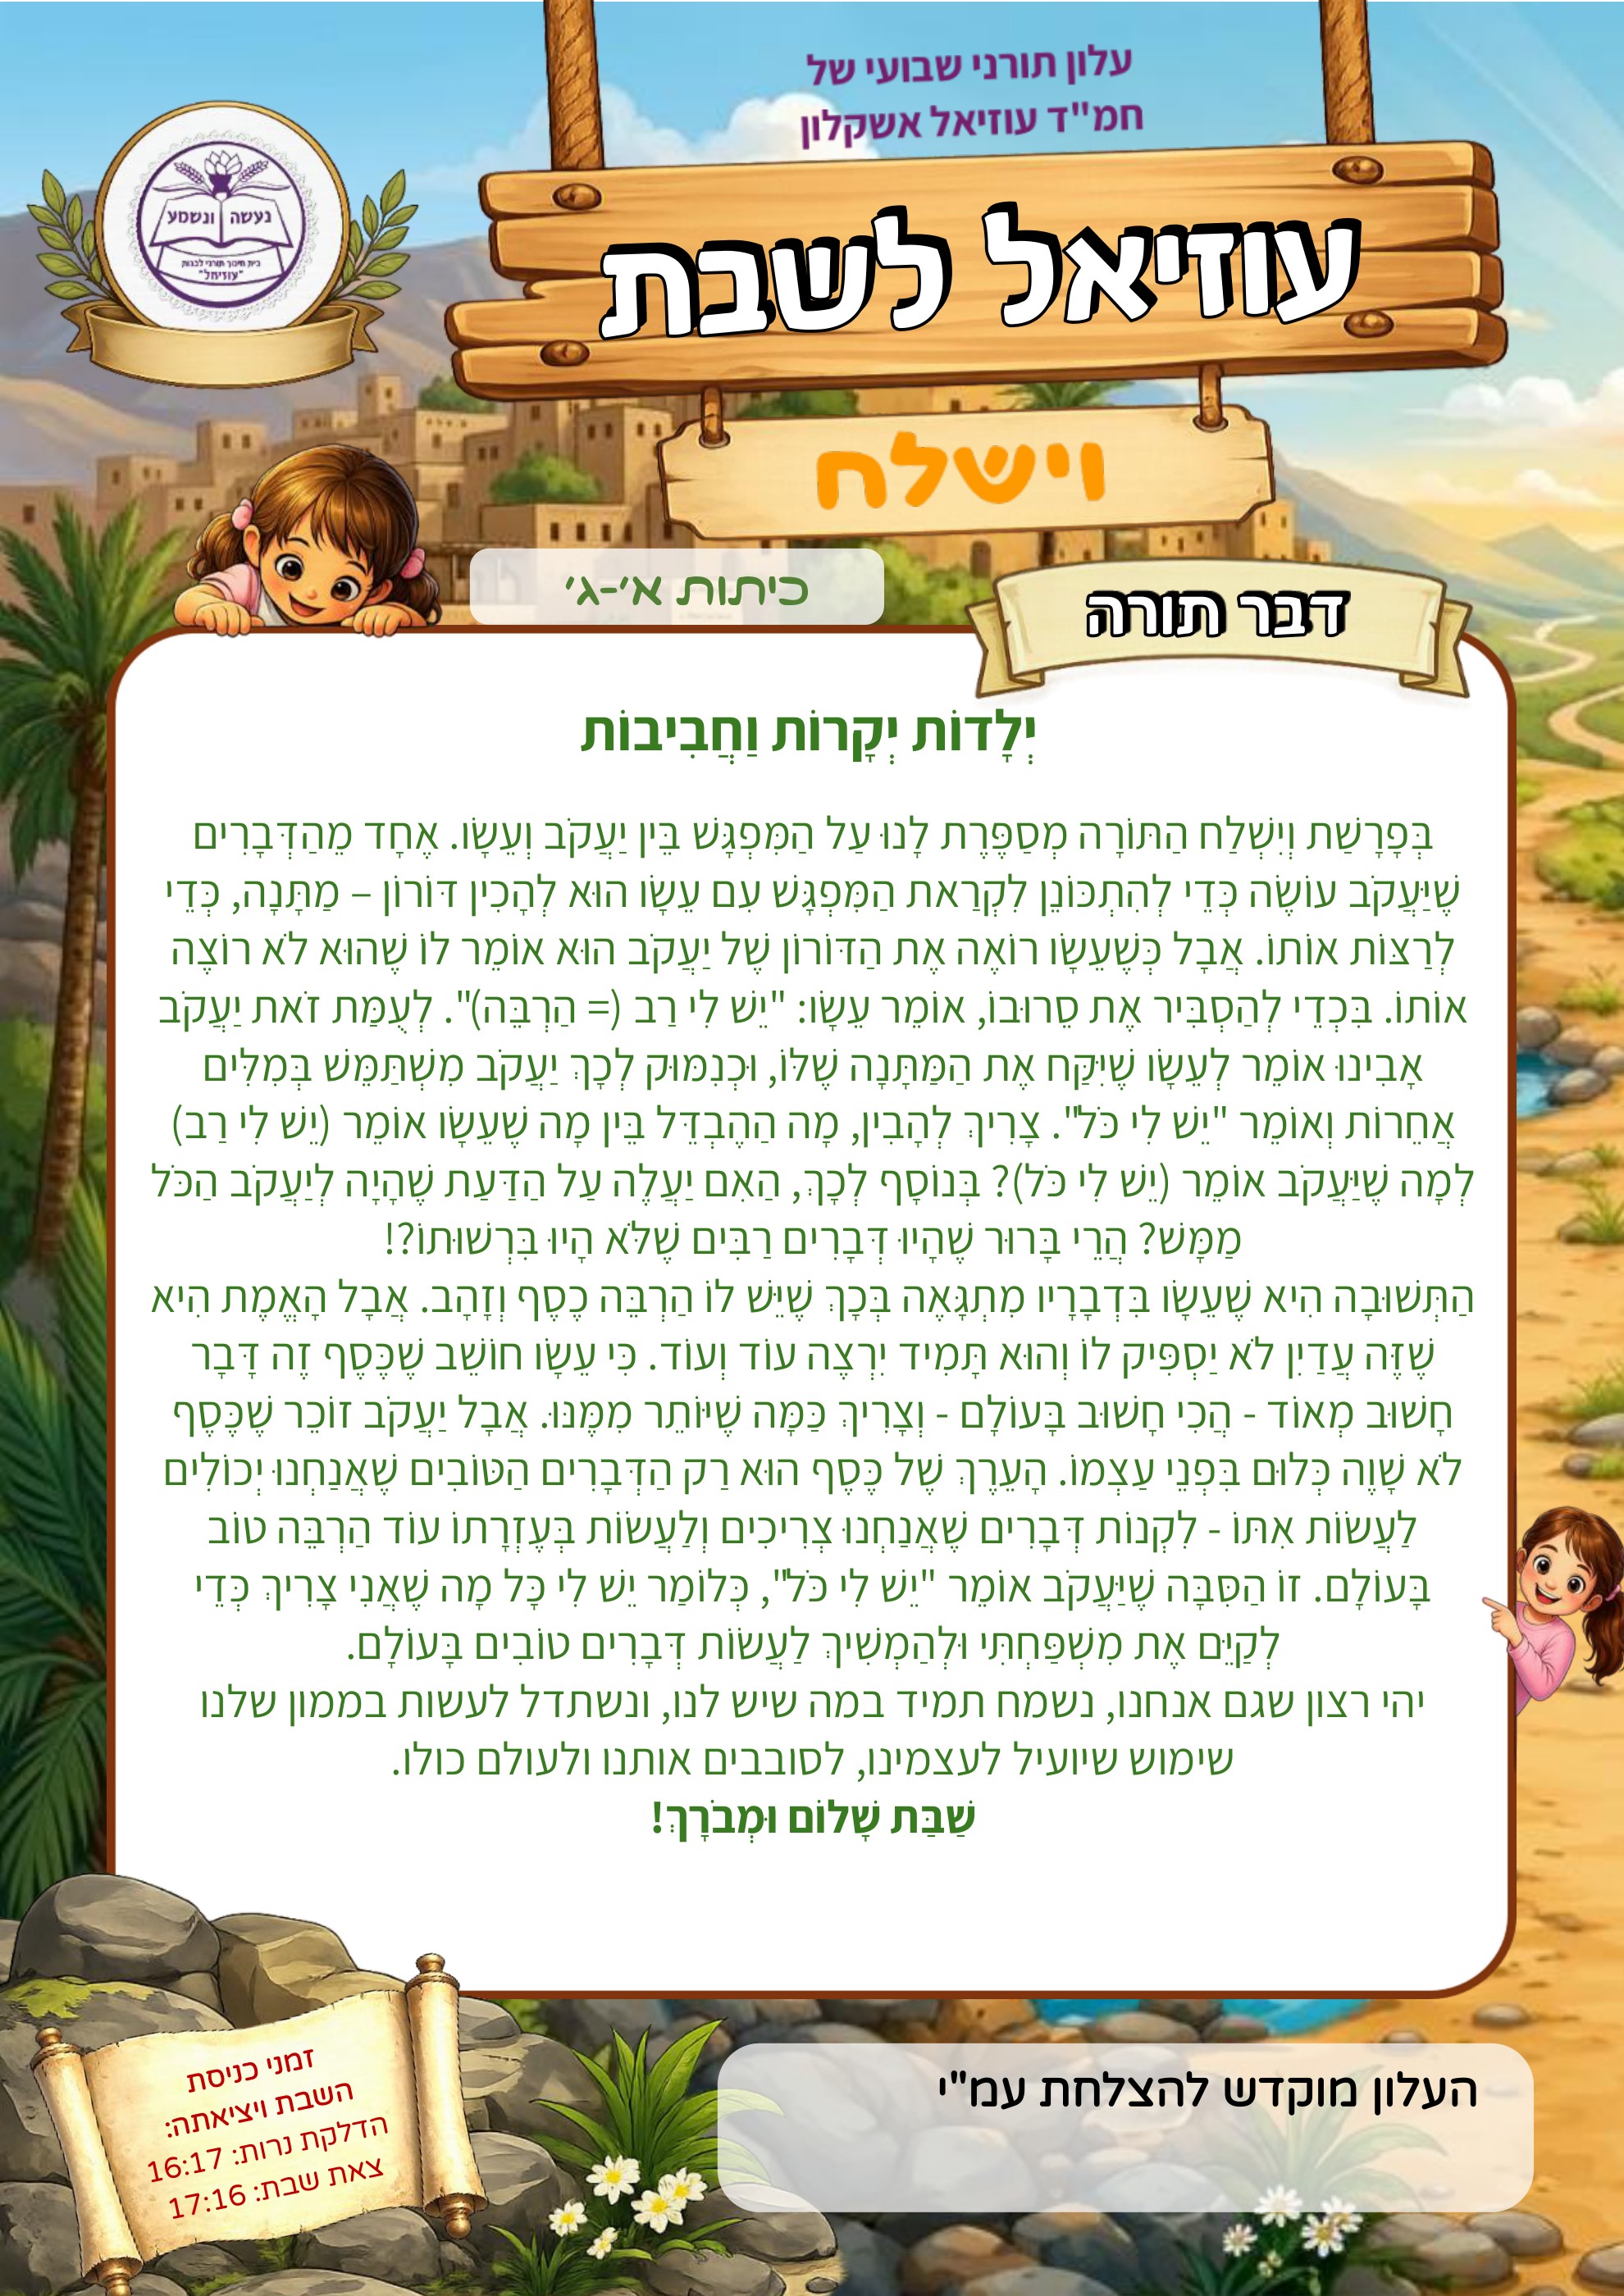 עלון תורני שבועי של
חמ"ד עוזיאל אשקלון
נעשה ונשמע
בית חינוך תורני לבנות
"עוזיאל"
עוזיאל לשבת
וישלח
דבר תורה
כיתות א׳-ג׳
יְלָדוֹת יְקָרוֹת וַחֲבִיבוֹת
בְּפָרָשַׁת וְיִשְׁלַח הַתּוֹרָה מְסַפֶּרֶת לָנוּ עַל הַמִּפְגָּשׁ בֵּין יַעֲקֹב וְעֵשָׂו. אֶחָד מֵהַדְּבָרִים
שֶׁיַּעֲקֹב עוֹשֶׂה כְּדֵי לְהִתְכּוֹנֵן לִקְרַאת הַמִּפְגָּשׁ עִם עֵשָׂו הוּא לְהָכִין דּוֹרוֹן – מַתָּנָה, כְּדֵי
לְרַצּוֹת אוֹתוֹ. אֲבָל כְּשֶׁעֵשָׂו רוֹאֶה אֶת הַדּוֹרוֹן שֶׁל יַעֲקֹב הוּא אוֹמֵר לוֹ שֶׁהוּא לֹא רוֹצֶה
אוֹתוֹ. בִּכְדֵי לְהַסְבִּיר אֶת סֵרוּבוֹ, אוֹמֵר עֵשָׂו: "יֵשׁ לִי רַב (= הַרְבֵּה)". לְעֻמַּת זֹאת יַעֲקֹב
אָבִינוּ אוֹמֵר לְעֵשָׂו שֶׁיִּקַּח אֶת הַמַּתָּנָה שֶׁלּוֹ, וּכְנִמּוּק לְכָךְ יַעֲקֹב מִשְׁתַּמֵּשׁ בְּמִלִּים
אֲחֵרוֹת וְאוֹמֵר "יֵשׁ לִי כֹּל". צָרִיךְ לְהָבִין, מָה הַהֶבְדֵּל בֵּין מָה שֶׁעֵשָׂו אוֹמֵר (יֵשׁ לִי רַב)
לְמָה שֶׁיַּעֲקֹב אוֹמֵר (יֵשׁ לִי כֹּל)? בְּנוֹסָף לְכָךְ, הַאִם יַעֲלֶה עַל הַדַּעַת שֶׁהָיָה לְיַעֲקֹב הַכֹּל
מַמָּשׁ? הֲרֵי בָּרוּר שֶׁהָיוּ דְּבָרִים רַבִּים שֶׁלֹּא הָיוּ בִּרְשׁוּתוֹ?!
הַתְּשׁוּבָה הִיא שֶׁעֵשָׂו בִּדְבָרָיו מִתְגָּאֶה בְּכָךְ שֶׁיֵּשׁ לוֹ הַרְבֵּה כֶסֶף וְזָהָב. אֲבָל הָאֱמֶת הִיא
שֶׁזֶּה עֲדַיִן לֹא יַסְפִּיק לוֹ וְהוּא תָּמִיד יִרְצֶה עוֹד וְעוֹד. כִּי עֵשָׂו חוֹשֵׁב שֶׁכֶּסֶף זֶה דָּבָר
חָשׁוּב מְאוֹד - הֲכִי חָשׁוּב בָּעוֹלָם - וְצָרִיךְ כַּמָּה שֶׁיּוֹתֵר מִמֶּנּוּ. אֲבָל יַעֲקֹב זוֹכֵר שֶׁכֶּסֶף
לֹא שָׁוֶה כְּלוּם בִּפְנֵי עַצְמוֹ. הָעֵרֶךְ שֶׁל כֶּסֶף הוּא רַק הַדְּבָרִים הַטּוֹבִים שֶׁאֲנַחְנוּ יְכוֹלִים
לַעֲשׂוֹת אִתּוֹ - לִקְנוֹת דְּבָרִים שֶׁאֲנַחְנוּ צְרִיכִים וְלַעֲשׂוֹת בְּעֶזְרָתוֹ עוֹד הַרְבֵּה טוֹב
בָּעוֹלָם. זוֹ הַסִּבָּה שֶׁיַּעֲקֹב אוֹמֵר "יֵשׁ לִי כֹּל", כְּלוֹמַר יֵשׁ לִי כָּל מָה שֶׁאֲנִי צָרִיךְ כְּדֵי
לְקַיֵּם אֶת מִשְׁפַּחְתִּי וּלְהַמְשִׁיךְ לַעֲשׂוֹת דְּבָרִים טוֹבִים בָּעוֹלָם.
יהי רצון שגם אנחנו, נשמח תמיד במה שיש לנו, ונשתדל לעשות בממון שלנו
שימוש שיועיל לעצמינו, לסובבים אותנו ולעולם כולו.
שַׁבַּת שָׁלוֹם וּמְבֹרָךְ!
העלון מוקדש להצלחת עמ"י
זמני כניסת
השבת ויציאתה:
הדלקת נרות: 16:17
צאת שבת: 17:16